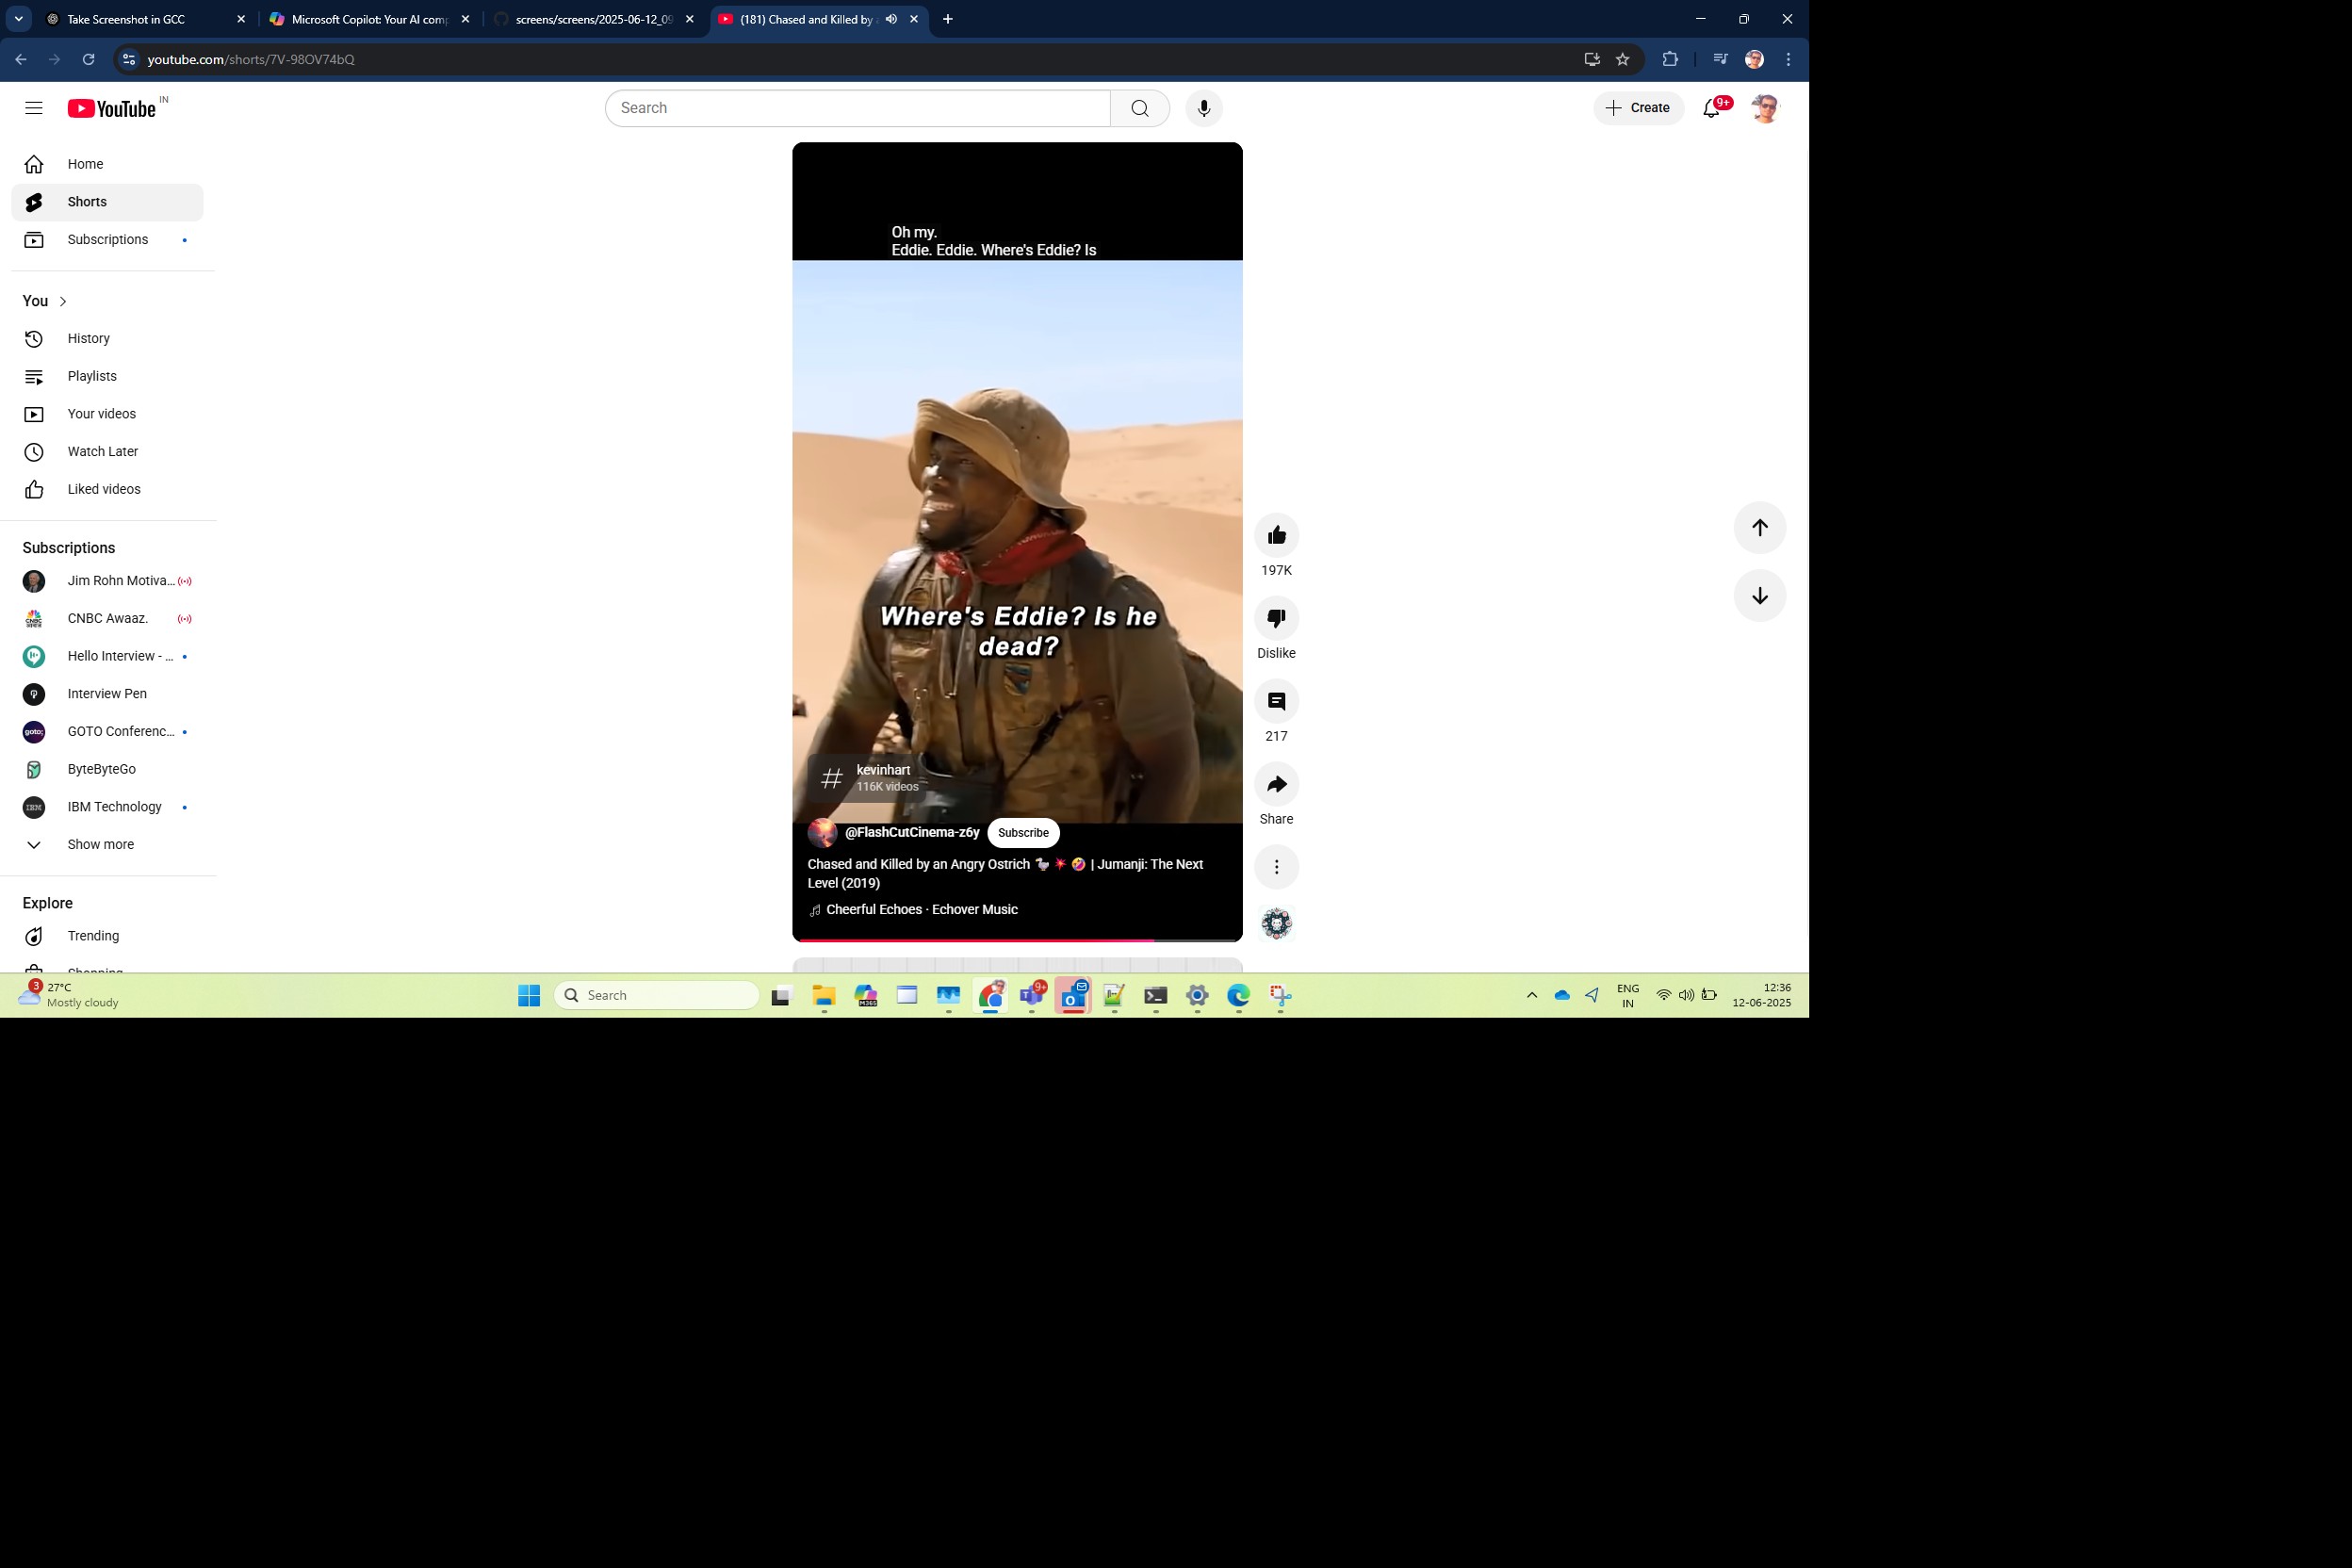 Take Screenshot in GCC
Microsoft Copilot: Your AI comp
screens/screens/2025-06-12_09
(181) Chased and Killed by a
youtube.com/shorts/7V-98OV74bQ
YouTube IN
Search
Create
9+
Home
Shorts
Subscriptions
You
History
Playlists
Your videos
Watch Later
Liked videos
Subscriptions
Jim Rohn Motiva...
CNBC Awaaz.
Hello Interview - ...
Interview Pen
GOTO Conferenc...
ByteByteGo
IBM Technology
Show more
Explore
Trending
Shopping
Oh my.
Eddie. Eddie. Where's Eddie? Is
Where's Eddie? Is he
dead?
# kevinhart
116K videos
@FlashCutCinema-z6y Subscribe
Chased and Killed by an Angry Ostrich 🦤 💥 🤣 | Jumanji: The Next
Level (2019)
Cheerful Echoes · Echover Music
197K
Dislike
217
Share
3
27°C
Mostly cloudy
Search
M365
9+
ENG
IN
12:36
12-06-2025